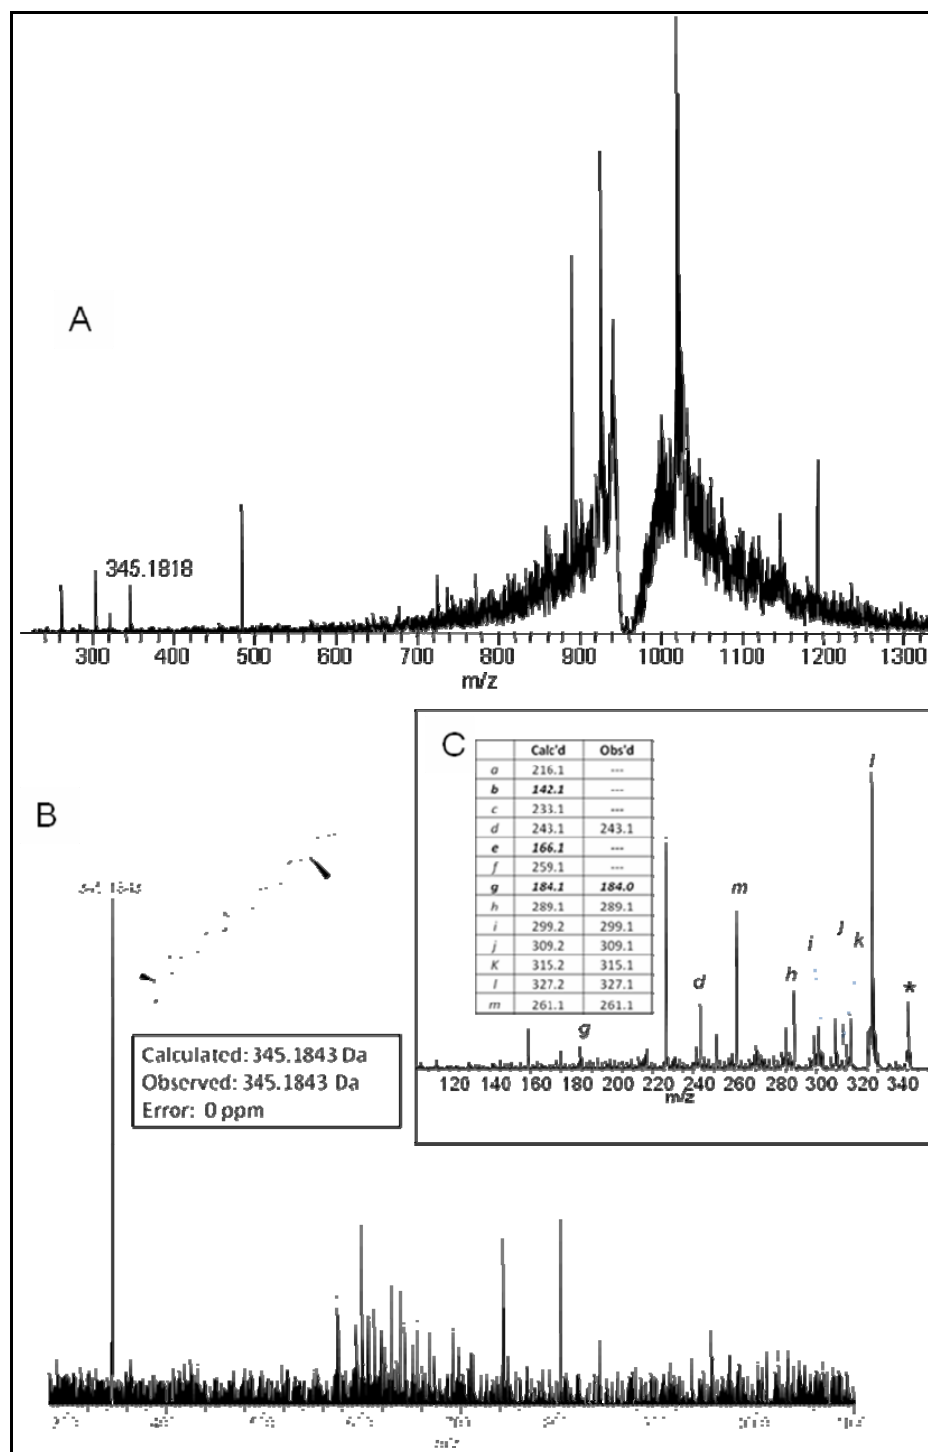 A
345.1818
300 400 500 600 700 800 900 1000 1100 1200 1300
m/z
B
Calculated: 345.1843 Da
Observed: 345.1843 Da
Error: 0 ppm
C
Calc'd Obs'd
a 216.1 ---
b 142.1 ---
c 233.1 ---
d 243.1 243.1
e 166.1 ---
f 259.1 ---
g 184.1 184.0
h 289.1 289.1
i 299.2 299.1
j 309.2 309.1
K 315.2 315.1
l 327.2 327.1
m 261.1 261.1
l
m
j
k
i
d
h
*
g
120 140 160 180 200 220 240 260 280 300 320 340
m/z